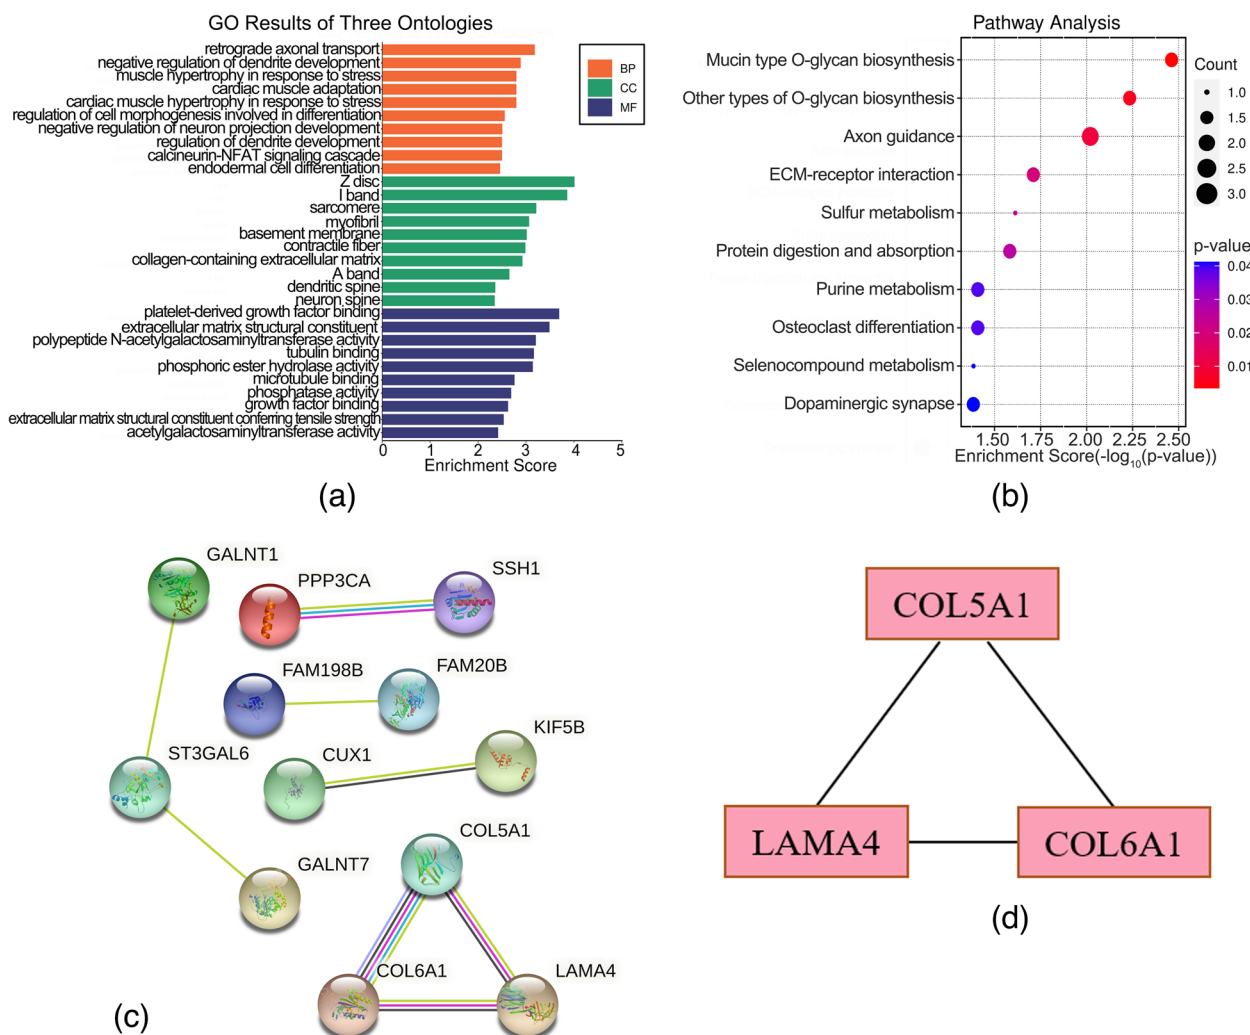 GO Results of Three Ontologies
retrograde axonal transport
negative regulation of dendrite development
muscle hypertrophy in response to stress
cardiac muscle adaptation
cardiac muscle hypertrophy in response to stress
regulation of cell morphogenesis involved in differentiation
negative regulation of neuron projection development
regulation of dendrite development
calcineurin-NFAT signaling cascade
endodermal cell differentiation
Z disc
I band
sarcomere
myofibril
basement membrane
contractile fiber
collagen-containing extracellular matrix
A band
dendritic spine
neuron spine
platelet-derived growth factor binding
extracellular matrix structural constituent
polypeptide N-acetylgalactosaminyltransferase activity
tubulin binding
phosphoric ester hydrolase activity
microtubule binding
phosphatase activity
growth factor binding
extracellular matrix structural constituent conferring tensile strength
acetylgalactosaminyltransferase activity
0 1 2 3 4 5
Enrichment Score
BP
CC
MF
(a)
Pathway Analysis
Mucin type O-glycan biosynthesis
Other types of O-glycan biosynthesis
Axon guidance
ECM-receptor interaction
Sulfur metabolism
Protein digestion and absorption
Purine metabolism
Osteoclast differentiation
Selenocompound metabolism
Dopaminergic synapse
1.50 1.75 2.00 2.25 2.50
Enrichment Score(-log10(p-value))
Count
1.0
1.5
2.0
2.5
3.0
p-value
0.04
0.03
0.02
0.01
(b)
GALNT1
PPP3CA
SSH1
FAM198B
FAM20B
ST3GAL6
CUX1
KIF5B
COL5A1
GALNT7
COL6A1
LAMA4
(c)
COL5A1
LAMA4
COL6A1
(d)